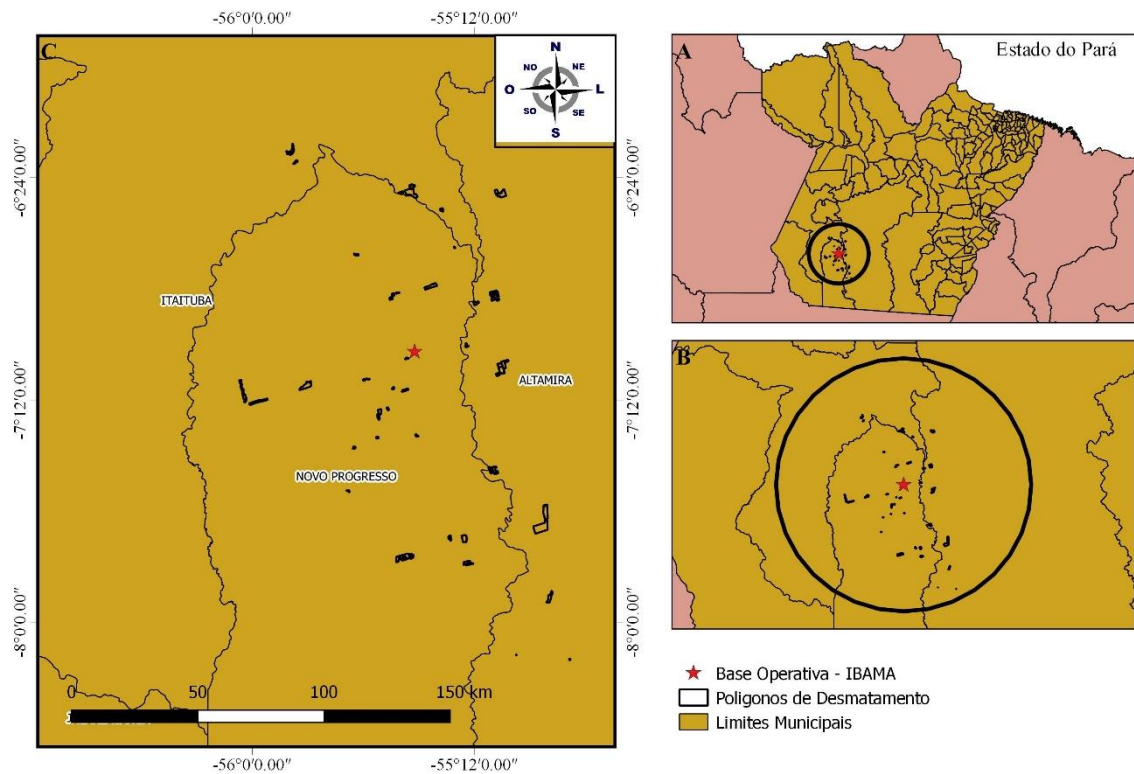 -56°0'0.00"
-55°12'0.00"
C
N
NO
NE
O
L
SO
SE
S
-6°24'0.00"
-6°24'0.00"
ITAITUBA
ALTAMIRA
-7°12'0.00"
-7°12'0.00"
NOVO PROGRESSO
-8°0'0.00"
-8°0'0.00"
0
50
100
150 km
-56°0'0.00"
-55°12'0.00"
A
Estado do Pará
B
Base Operativa - IBAMA
Poligonos de Desmatamento
Limites Municipais